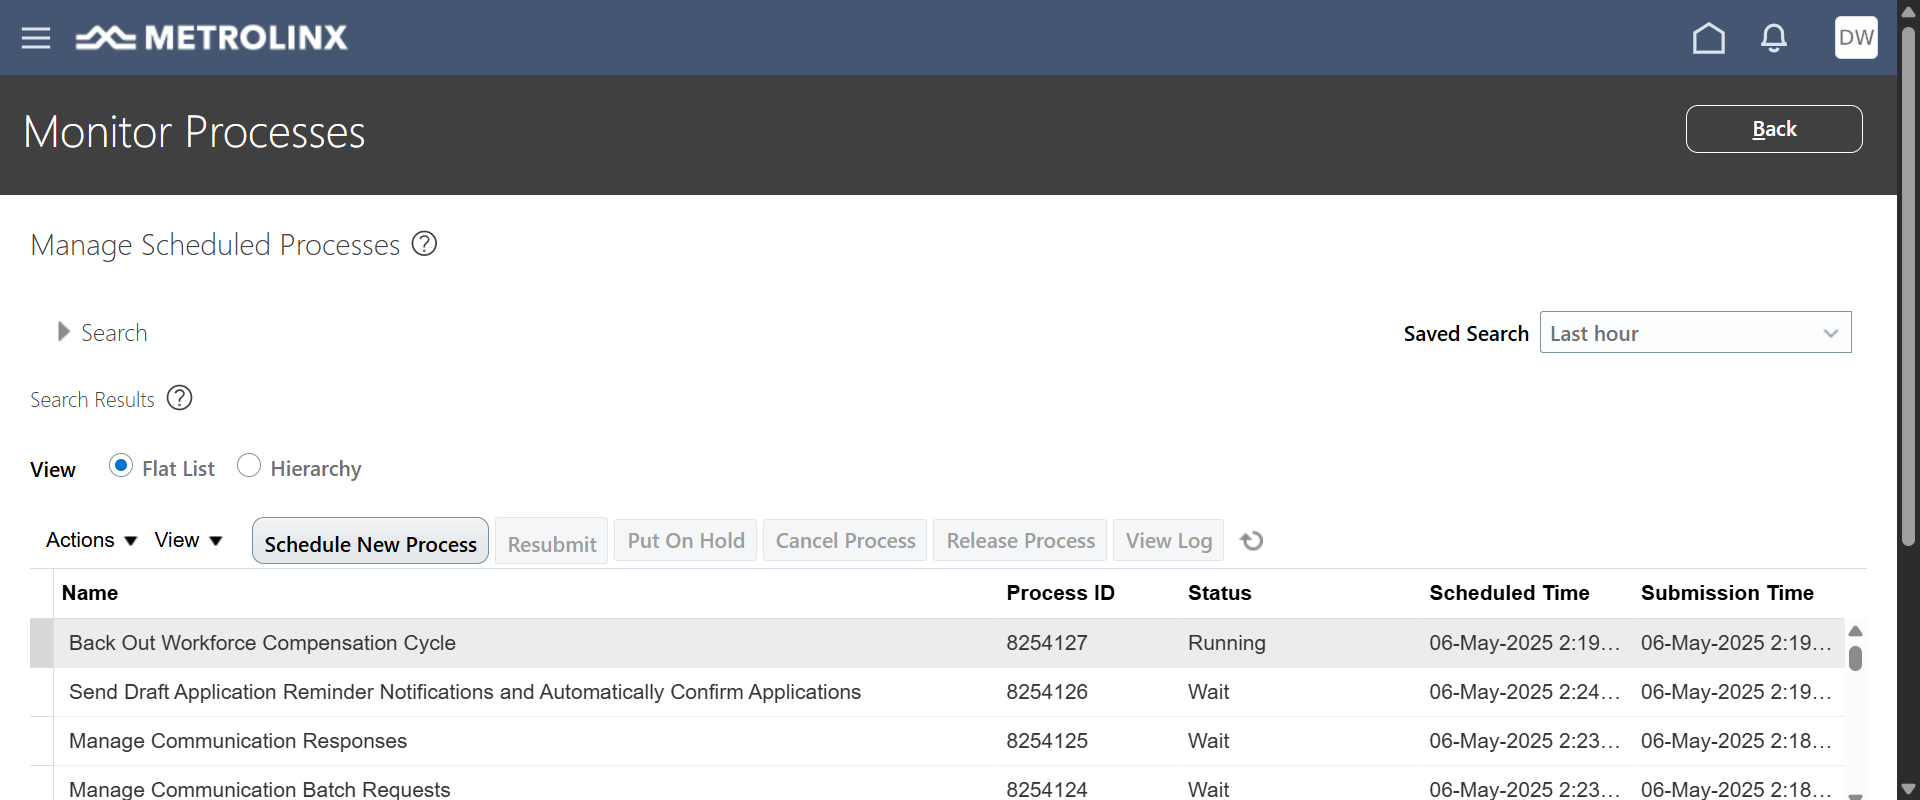 METROLINX
DW
Monitor Processes
Back
Manage Scheduled Processes ?
Search
Saved Search Last hour
Search Results ?
View Flat List Hierarchy
Actions View Schedule New Process Resubmit Put On Hold Cancel Process Release Process View Log
Name Process ID Status Scheduled Time Submission Time
Back Out Workforce Compensation Cycle 8254127 Running 06-May-2025 2:19... 06-May-2025 2:19...
Send Draft Application Reminder Notifications and Automatically Confirm Applications 8254126 Wait 06-May-2025 2:24... 06-May-2025 2:19...
Manage Communication Responses 8254125 Wait 06-May-2025 2:23... 06-May-2025 2:18...
Manage Communication Batch Requests 8254124 Wait 06-May-2025 2:23... 06-May-2025 2:18...